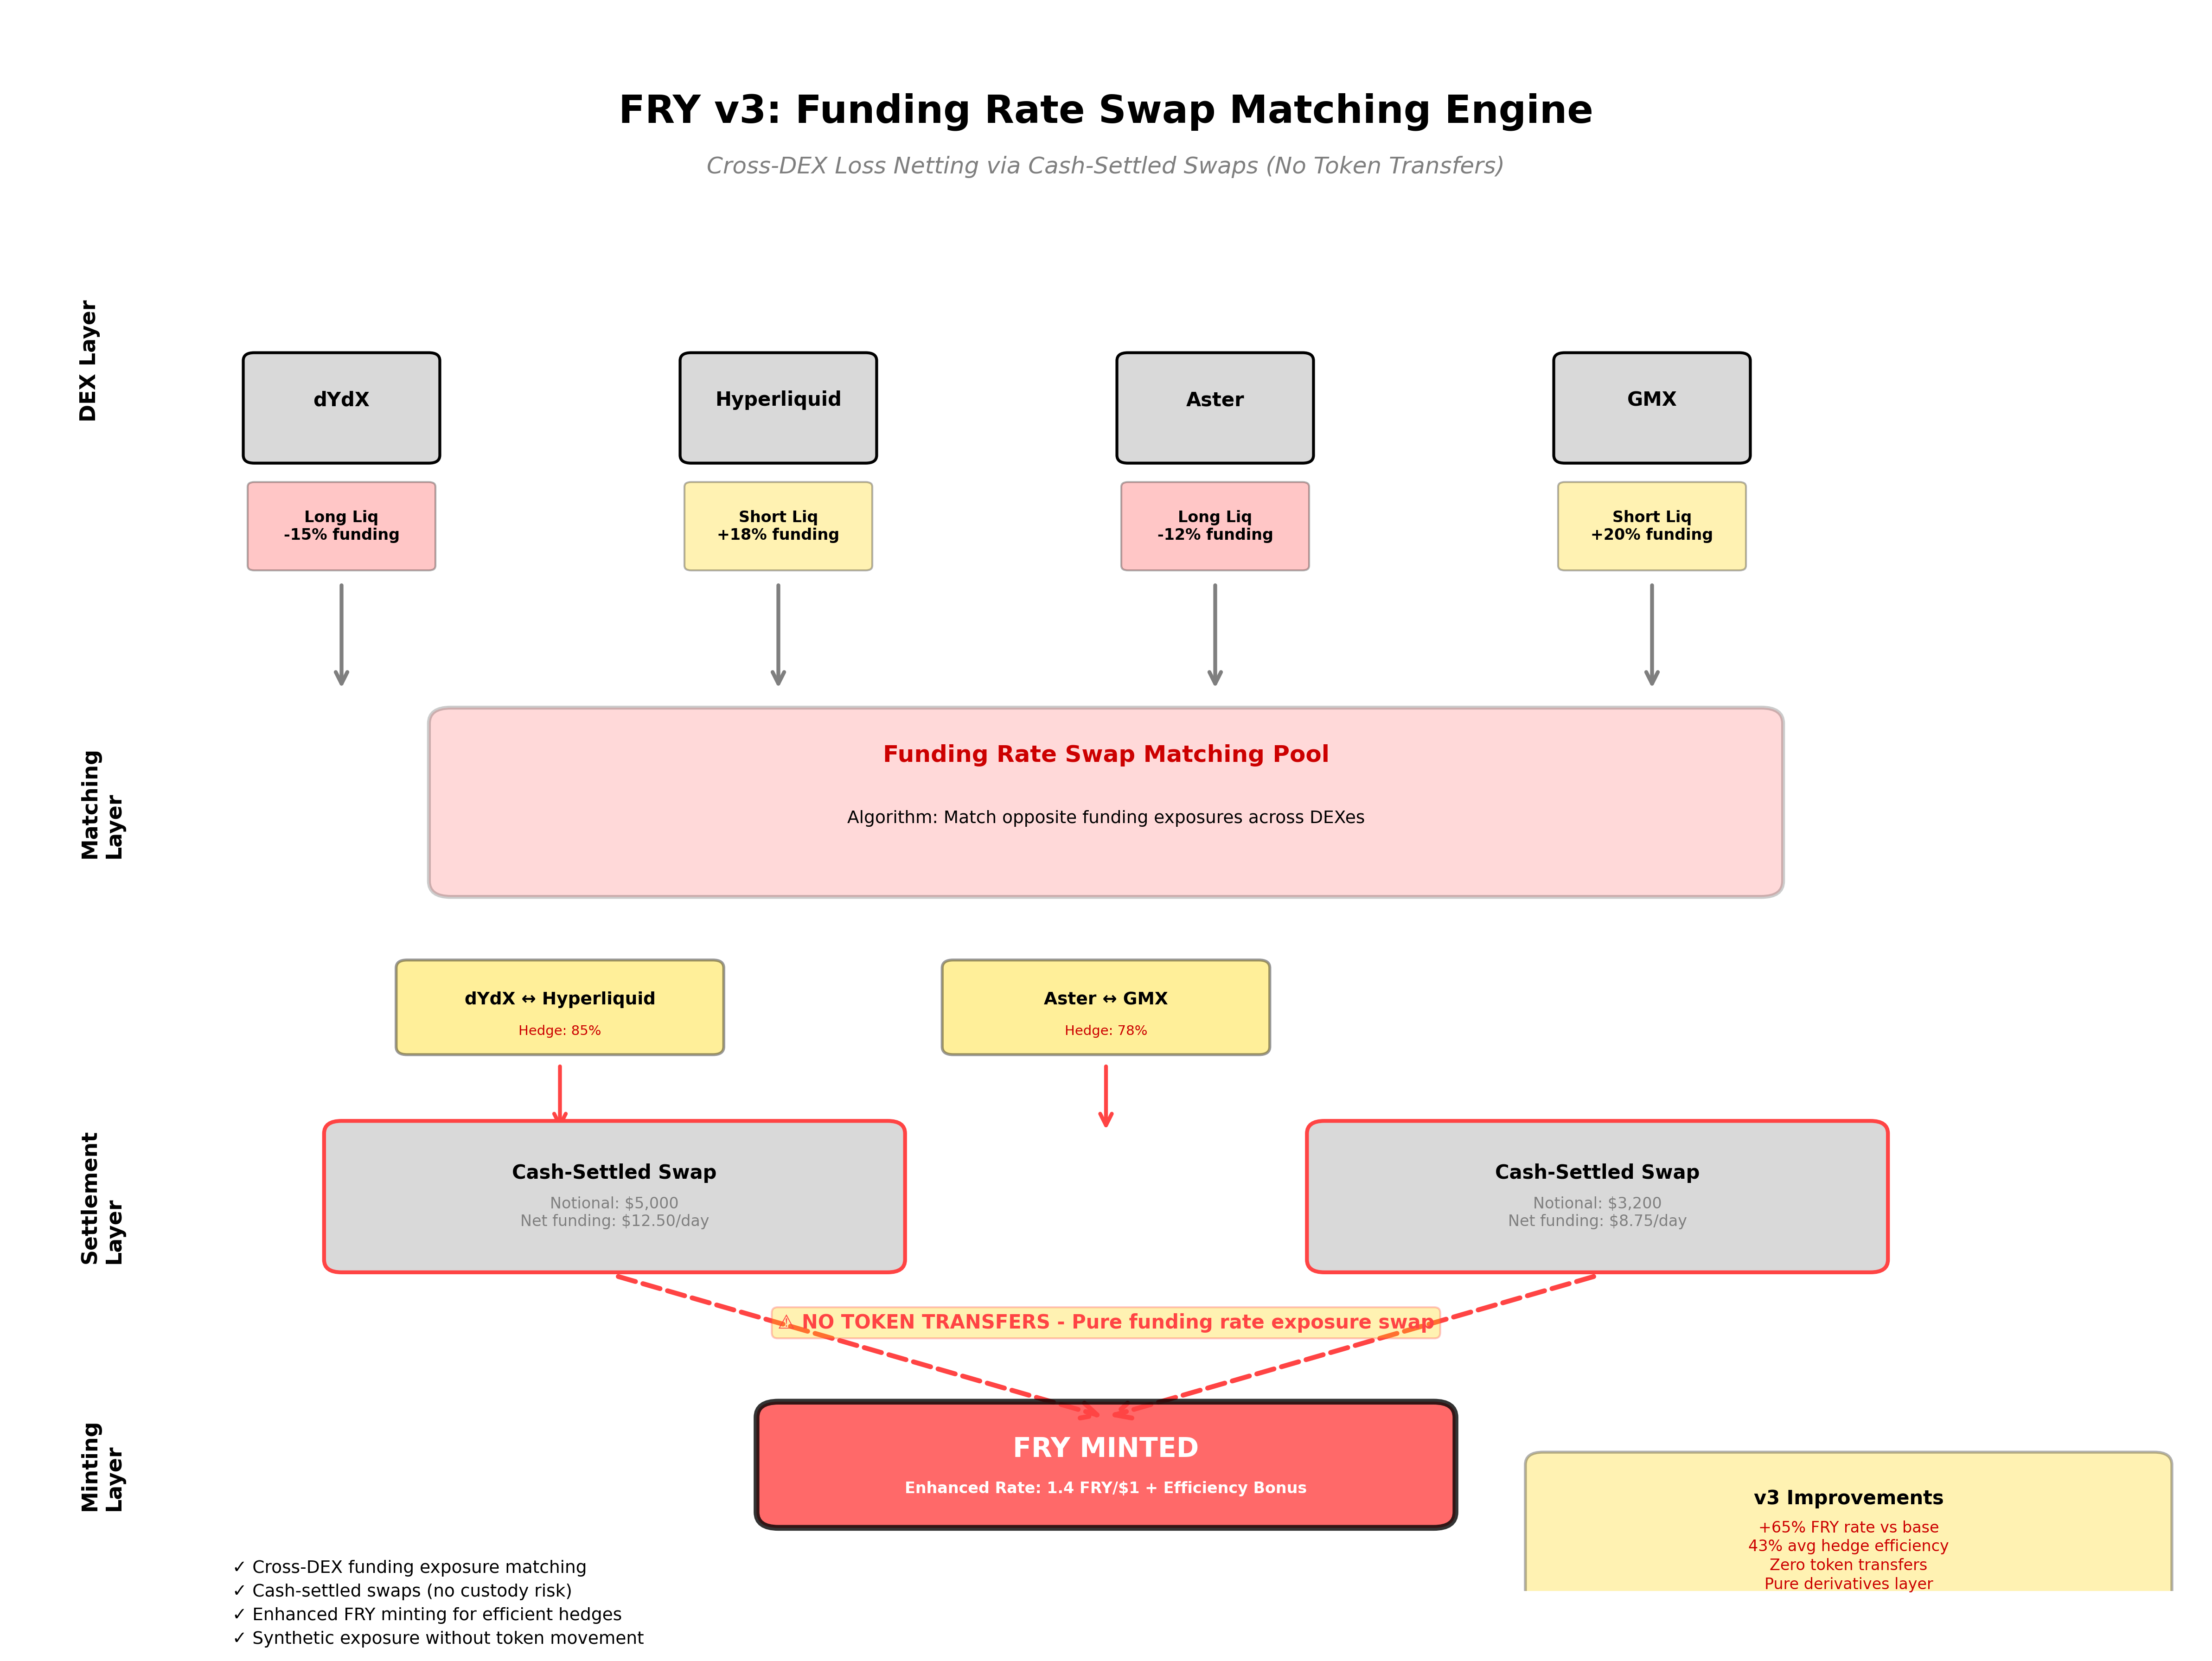 FRY v3: Funding Rate Swap Matching Engine
Cross-DEX Loss Netting via Cash-Settled Swaps (No Token Transfers)
DEX Layer
dYdX
Hyperliquid
Aster
GMX
Long Liq
-15% funding
Short Liq
+18% funding
Long Liq
-12% funding
Short Liq
+20% funding
Matching
Layer
Funding Rate Swap Matching Pool
Algorithm: Match opposite funding exposures across DEXes
dYdX ↔ Hyperliquid
Hedge: 85%
Aster ↔ GMX
Hedge: 78%
Settlement
Layer
Cash-Settled Swap
Notional: $5,000
Net funding: $12.50/day
Cash-Settled Swap
Notional: $3,200
Net funding: $8.75/day
⚠ NO TOKEN TRANSFERS - Pure funding rate exposure swap
Minting
Layer
FRY MINTED
Enhanced Rate: 1.4 FRY/$1 + Efficiency Bonus
v3 Improvements
+65% FRY rate vs base
43% avg hedge efficiency
Zero token transfers
Pure derivatives layer
✓ Cross-DEX funding exposure matching
✓ Cash-settled swaps (no custody risk)
✓ Enhanced FRY minting for efficient hedges
✓ Synthetic exposure without token movement